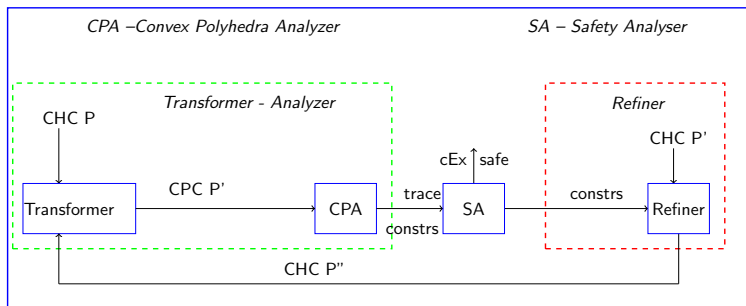 CPA –Convex Polyhedra Analyzer
SA – Safety Analyser
Transformer - Analyzer
Refiner
CHC P
CHC P'
cEx safe
CPC P'
trace
constrs
constrs
Transformer
CPA
SA
Refiner
CHC P"